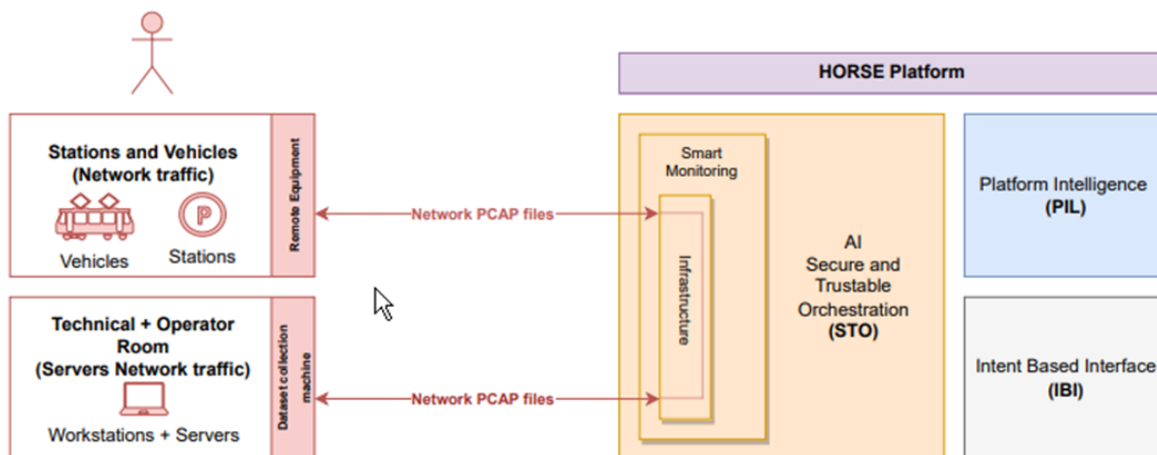 HORSE Platform
Stations and Vehicles
(Network traffic)
Vehicles
P
Stations
Remote Equipment
Network PCAP files
Technical + Operator
Room
(Servers Network traffic)
Workstations + Servers
Dataset collection
machine
Network PCAP files
Smart
Monitoring
Infrastructure
AI
Secure and
Trustable
Orchestration
(STO)
Platform Intelligence
(PIL)
Intent Based Interface
(IBI)